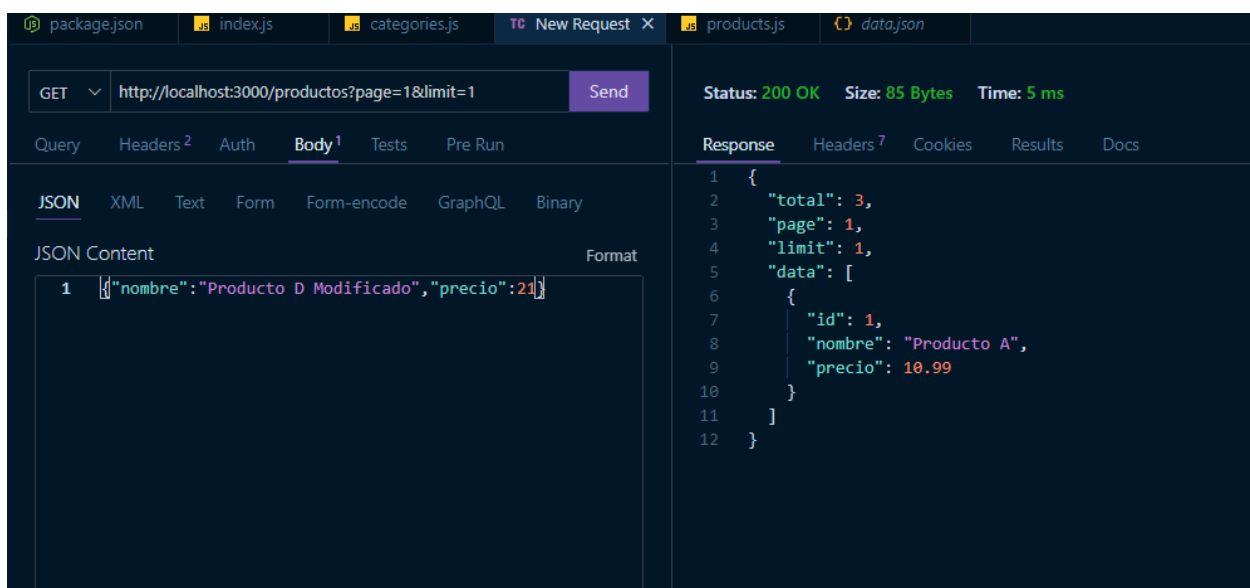 package.json JS index.js JS categories.js TC New Request × JS products.js {} data.json
GET http://localhost:3000/productos?page=1&limit=1 Send
Query Headers 2 Auth Body 1 Tests Pre Run
JSON XML Text Form Form-encode GraphQL Binary
JSON Content Format
1 {"nombre":"Producto D Modificado","precio":21}
Status: 200 OK Size: 85 Bytes Time: 5 ms
Response Headers 7 Cookies Results Docs
1 {
2 "total": 3,
3 "page": 1,
4 "limit": 1,
5 "data": [
6 {
7 "id": 1,
8 "nombre": "Producto A",
9 "precio": 10.99
10 }
11 ]
12 }